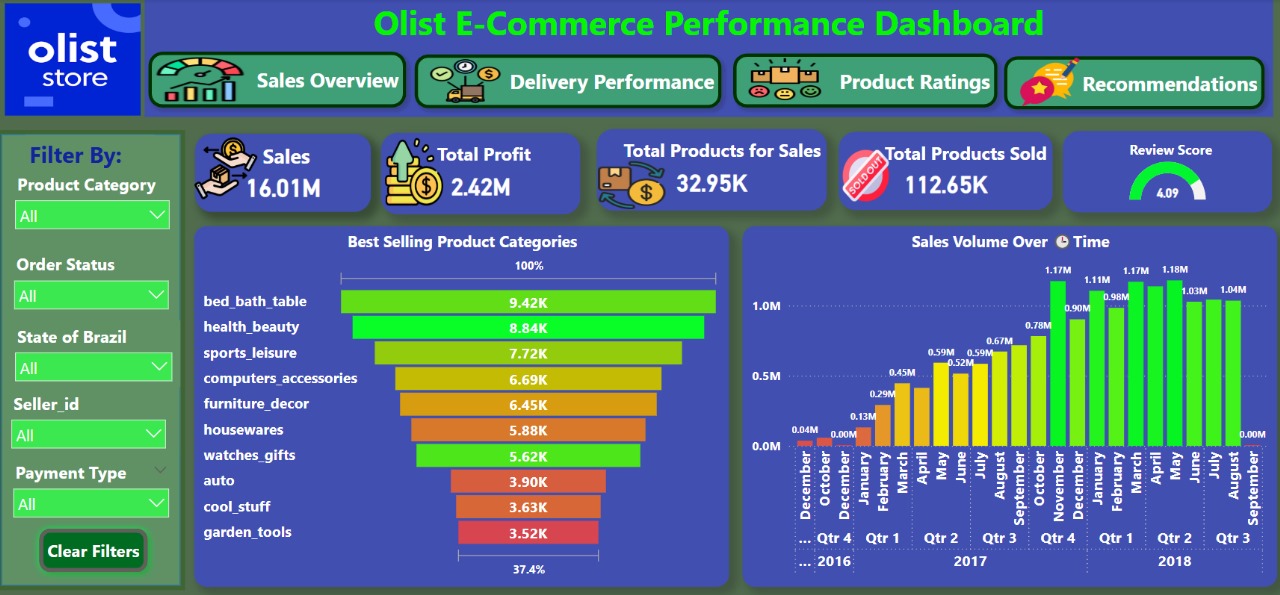 Olist E-Commerce Performance Dashboard
olist
store
Sales Overview
Delivery Performance
Product Ratings
Recommendations
Filter By:
Product Category
All
Order Status
All
State of Brazil
All
Seller_id
All
Payment Type
All
Clear Filters
Sales
16.01M
Total Profit
2.42M
Total Products for Sales
32.95K
SOLD OUT
Total Products Sold
112.65K
Review Score
4.09
Best Selling Product Categories
100%
bed_bath_table 9.42K
health_beauty 8.84K
sports_leisure 7.72K
computers_accessories 6.69K
furniture_decor 6.45K
housewares 5.88K
watches_gifts 5.62K
auto 3.90K
cool_stuff 3.63K
garden_tools 3.52K
37.4%
Sales Volume Over Time
1.0M
0.5M
0.0M
0.04M 0.00M 0.13M 0.29M 0.45M 0.59M 0.52M 0.59M 0.67M 0.78M 1.17M 0.90M 1.11M 0.98M 1.17M 1.18M 1.03M 1.04M 0.00M
December October December January February March April May June July August September October November December January February March April May June July August September
... Qtr 4 Qtr 1 Qtr 2 Qtr 3 Qtr 4 Qtr 1 Qtr 2 Qtr 3
... 2016 2017 2018